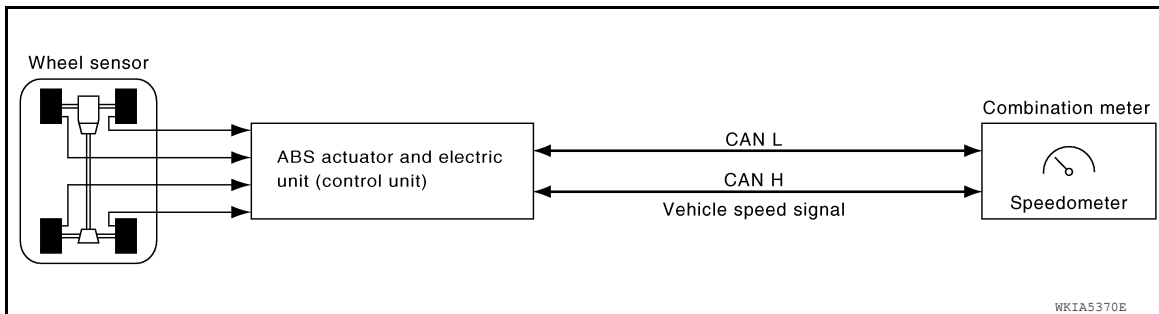 Wheel sensor
ABS actuator and electric
unit (control unit)
CAN L
CAN H
Vehicle speed signal
Combination meter
Speedometer
WKIA5370E